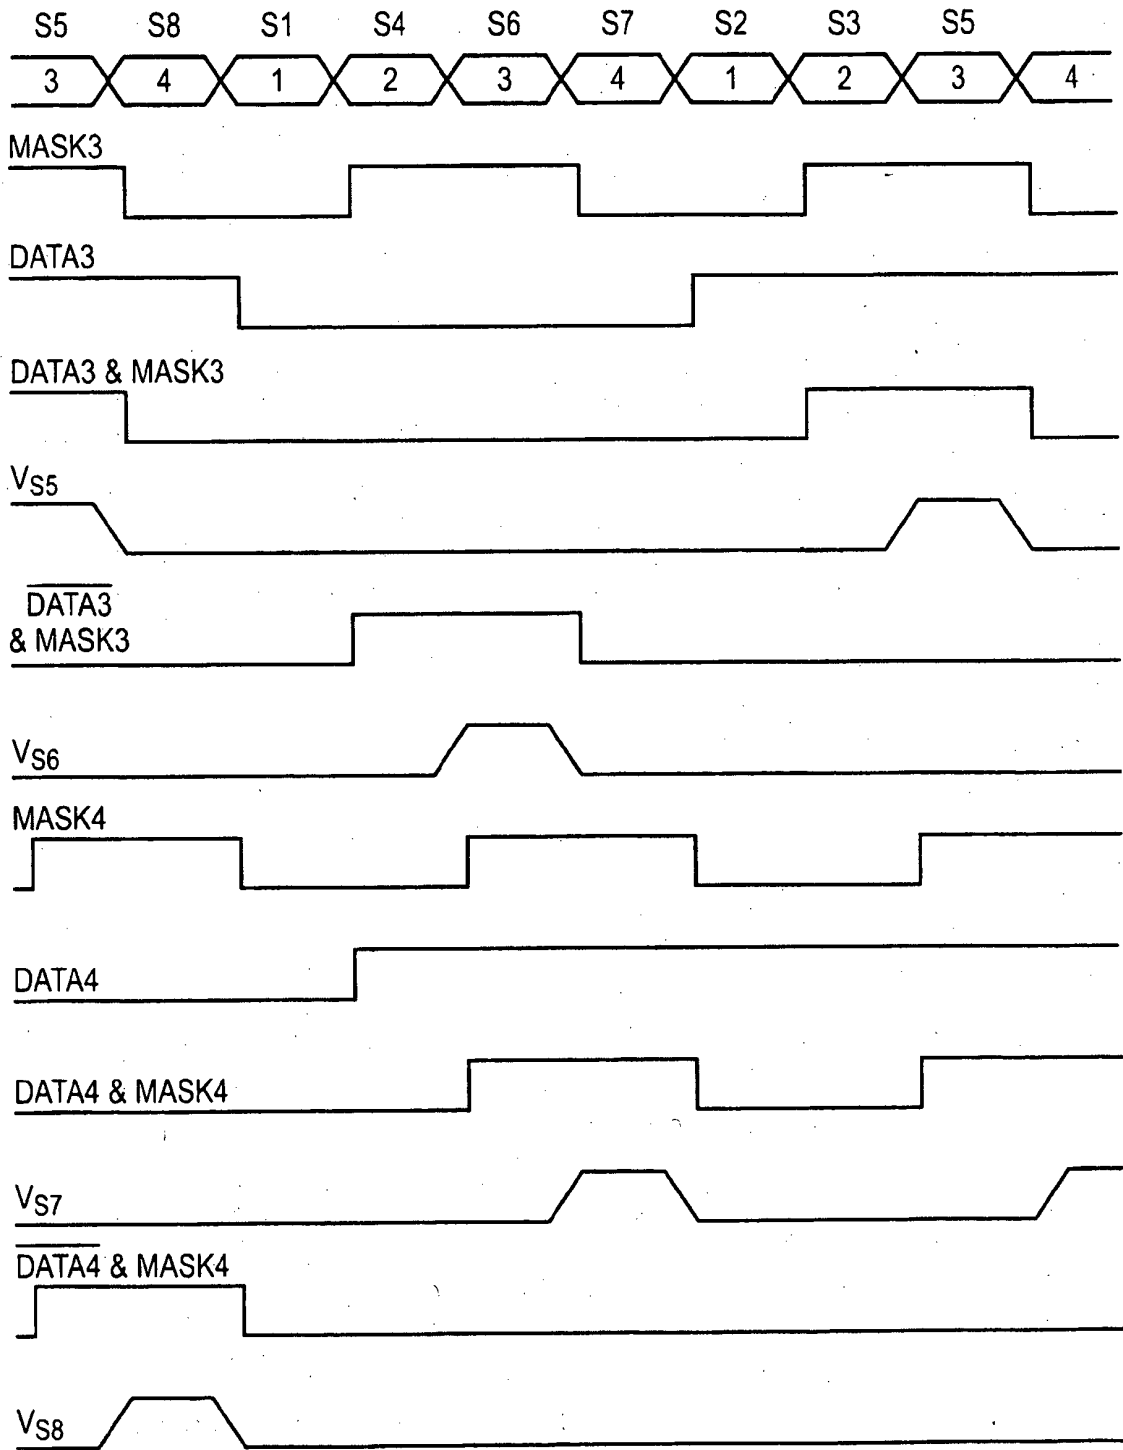 S5 S8 S1 S4 S6 S7 S2 S3 S5
3 4 1 2 3 4 1 2 3 4
MASK3
DATA3
DATA3 & MASK3
VS5
DATA3
& MASK3
VS6
MASK4
DATA4
DATA4 & MASK4
VS7
DATA4 & MASK4
VS8